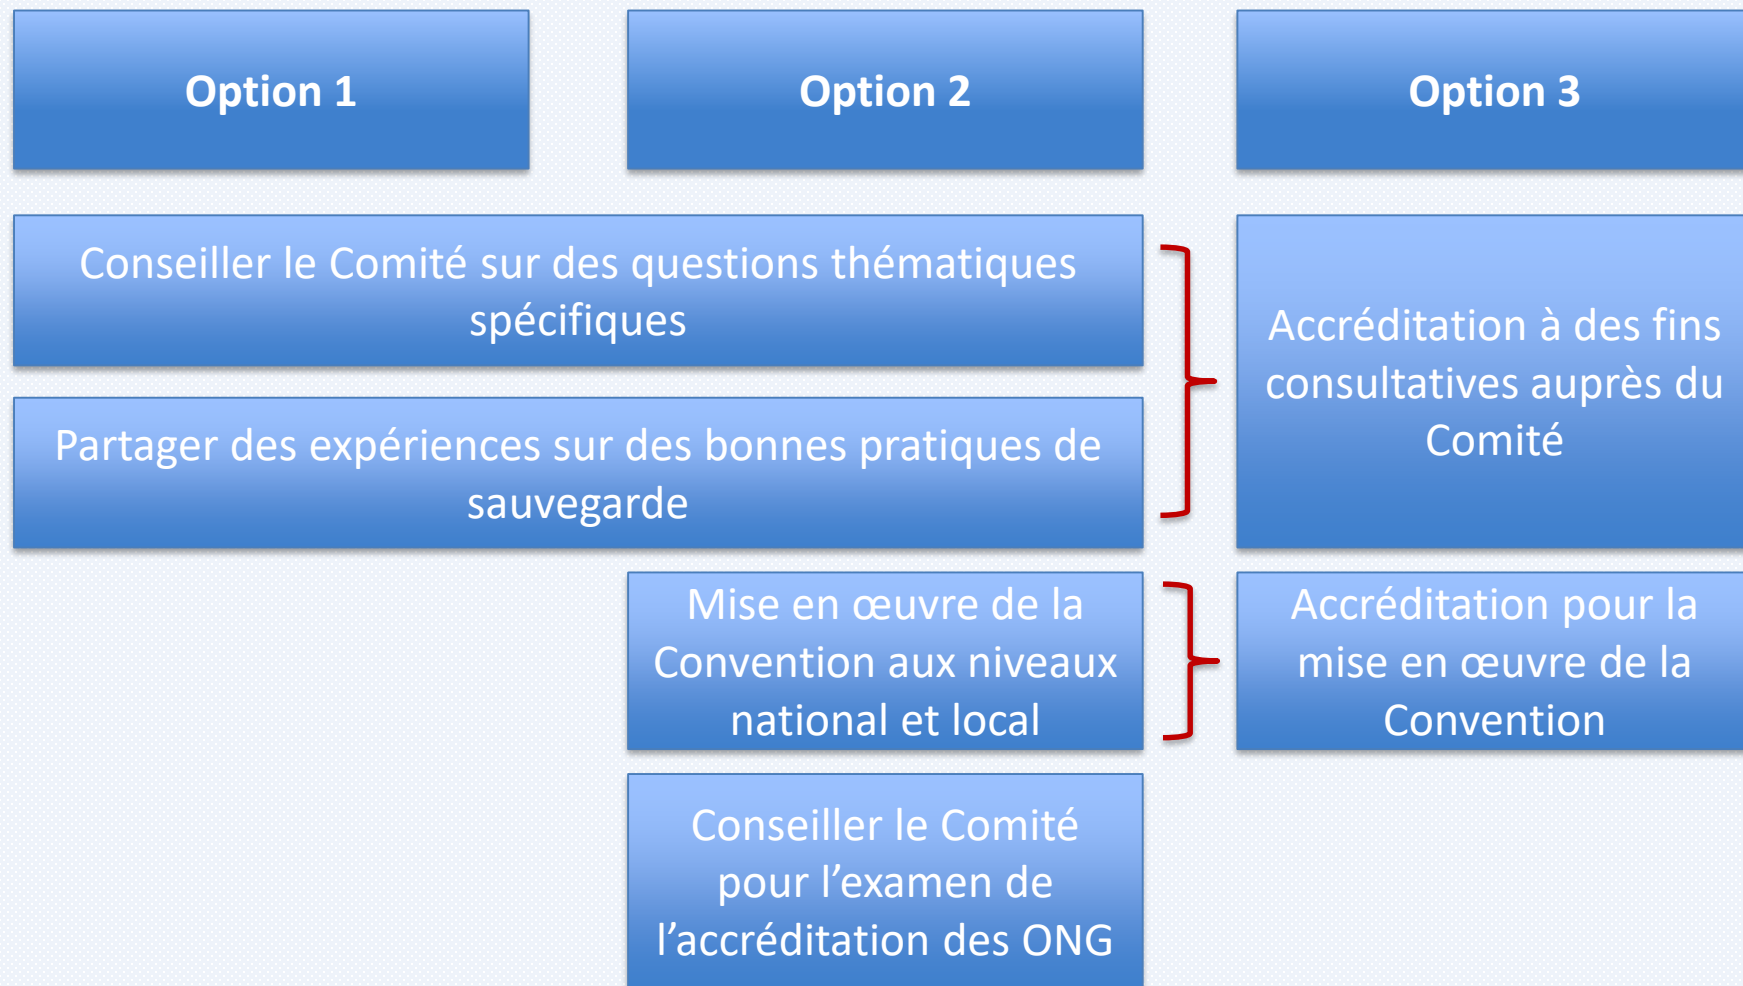 Option 1
Option 2
Option 3
Conseiller le Comité sur des questions thématiques
spécifiques
Partager des expériences sur des bonnes pratiques de
sauvegarde
Accréditation à des fins
consultatives auprès du
Comité
Mise en œuvre de la
Convention aux niveaux
national et local
Accréditation pour la
mise en œuvre de la
Convention
Conseiller le Comité
pour l’examen de
l’accréditation des ONG